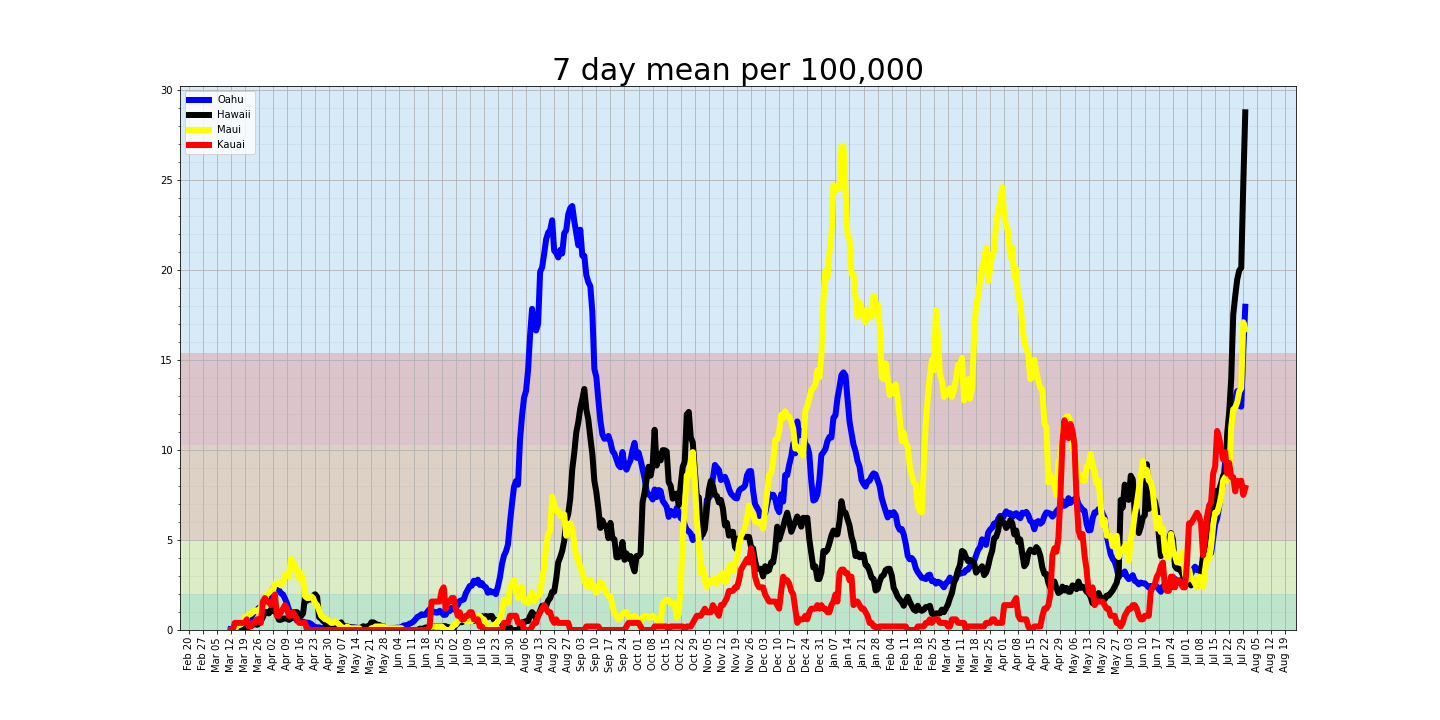 7 day mean per 100,000
30
25
20
15
10
5
0
Oahu
Hawaii
Maui
Kauai
Feb 20
Feb 27
Mar 05
Mar 12
Mar 19
Mar 26
Apr 02
Apr 09
Apr 16
Apr 23
Apr 30
May 07
May 14
May 21
May 28
Jun 04
Jun 11
Jun 18
Jun 25
Jul 02
Jul 09
Jul 16
Jul 23
Jul 30
Aug 06
Aug 13
Aug 20
Aug 27
Sep 03
Sep 10
Sep 17
Sep 24
Oct 01
Oct 08
Oct 15
Oct 22
Oct 29
Nov 05
Nov 12
Nov 19
Nov 26
Dec 03
Dec 10
Dec 17
Dec 24
Dec 31
Jan 07
Jan 14
Jan 21
Jan 28
Feb 04
Feb 11
Feb 18
Feb 25
Mar 04
Mar 11
Mar 18
Mar 25
Apr 01
Apr 08
Apr 15
Apr 22
Apr 29
May 06
May 13
May 20
May 27
Jun 03
Jun 10
Jun 17
Jun 24
Jul 01
Jul 08
Jul 15
Jul 22
Jul 29
Aug 05
Aug 12
Aug 19